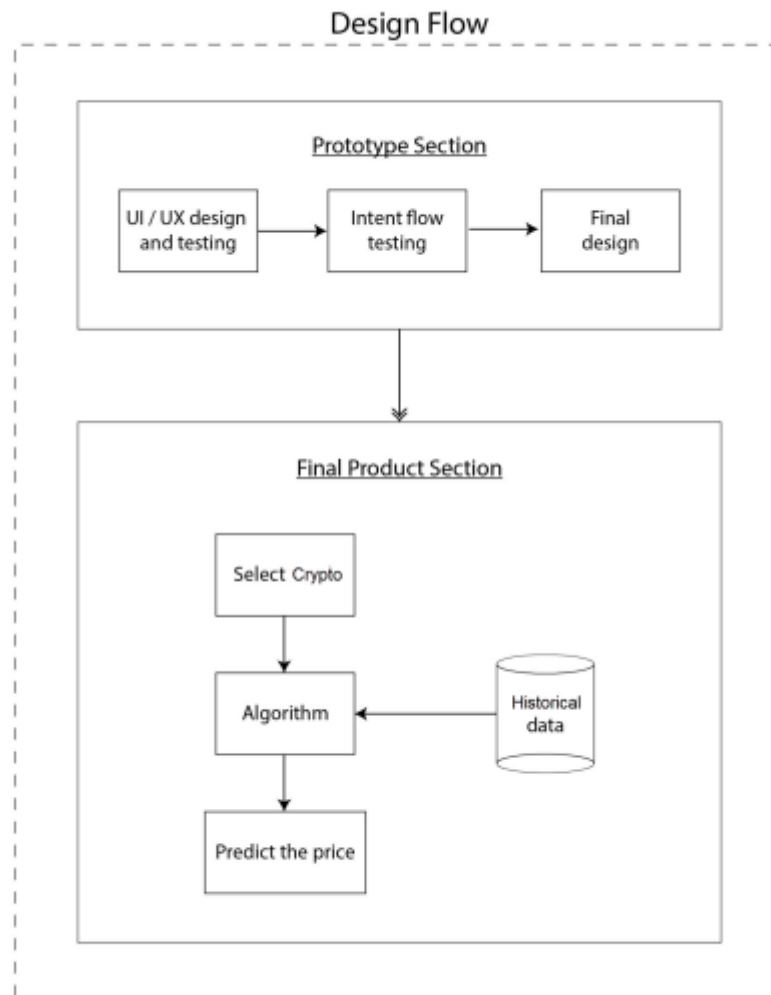 Design Flow
Prototype Section
UI / UX design
and testing
Intent flow
testing
Final
design
Final Product Section
Select Crypto
Algorithm
Historical
data
Predict the price